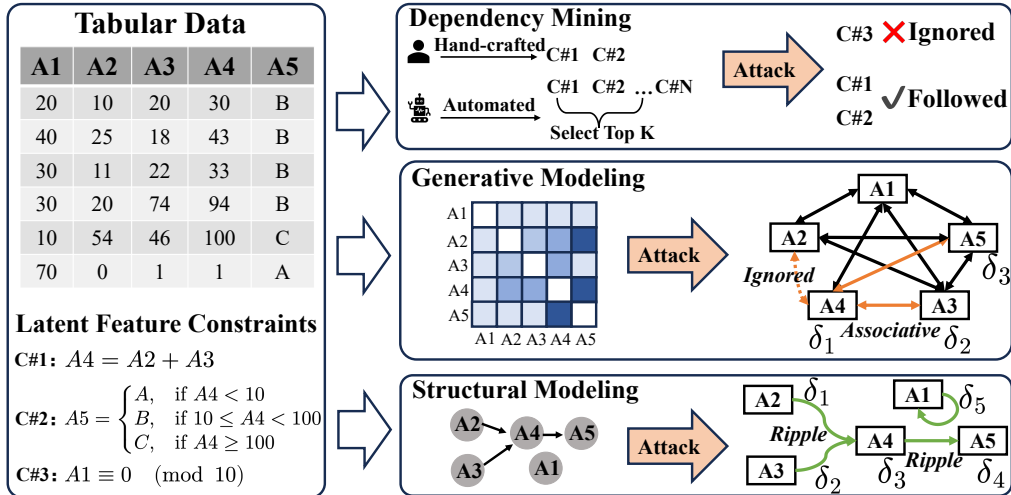 Tabular Data
A1 A2 A3 A4 A5
20 10 20 30 B
40 25 18 43 B
30 11 22 33 B
30 20 74 94 B
10 54 46 100 C
70 0 1 1 A
Latent Feature Constraints
C#1: A4 = A2 + A3
C#2: A5 = { A, if A4 < 10
B, if 10 ≤ A4 < 100
C, if A4 ≥ 100
C#3: A1 ≡ 0 (mod 10)
Dependency Mining
Hand-crafted C#1 C#2
Automated C#1 C#2 ...C#N
Select Top K
Attack
C#3 Ignored
C#1
C#2
Followed
Generative Modeling
A1
A2
A3
A4
A5
A1 A2 A3 A4 A5
Attack
A1
A2 A5
δ3
Ignored
A4 A3
δ1 Associative δ2
Structural Modeling
A2 A4 A5
A3 A1
Attack
A2 δ1 A1 δ5
Ripple
A4 Ripple A5
A3 δ2 δ3 δ4